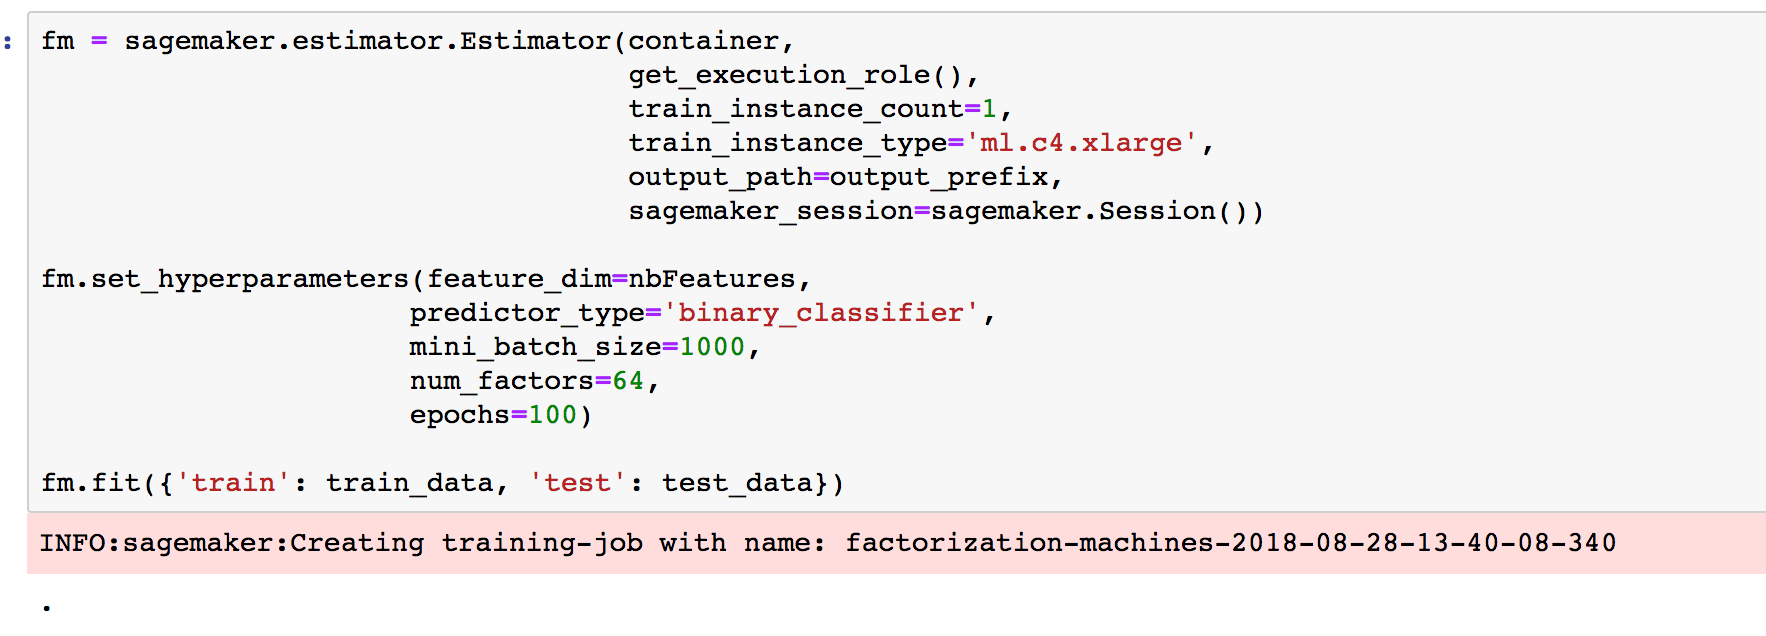 :
fm = sagemaker.estimator.Estimator(container,
get_execution_role(),
train_instance_count=1,
train_instance_type='ml.c4.xlarge',
output_path=output_prefix,
sagemaker_session=sagemaker.Session())
fm.set_hyperparameters(feature_dim=nbFeatures,
predictor_type='binary_classifier',
mini_batch_size=1000,
num_factors=64,
epochs=100)
fm.fit({'train': train_data, 'test': test_data})
INFO:sagemaker:Creating training-job with name: factorization-machines-2018-08-28-13-40-08-340
.